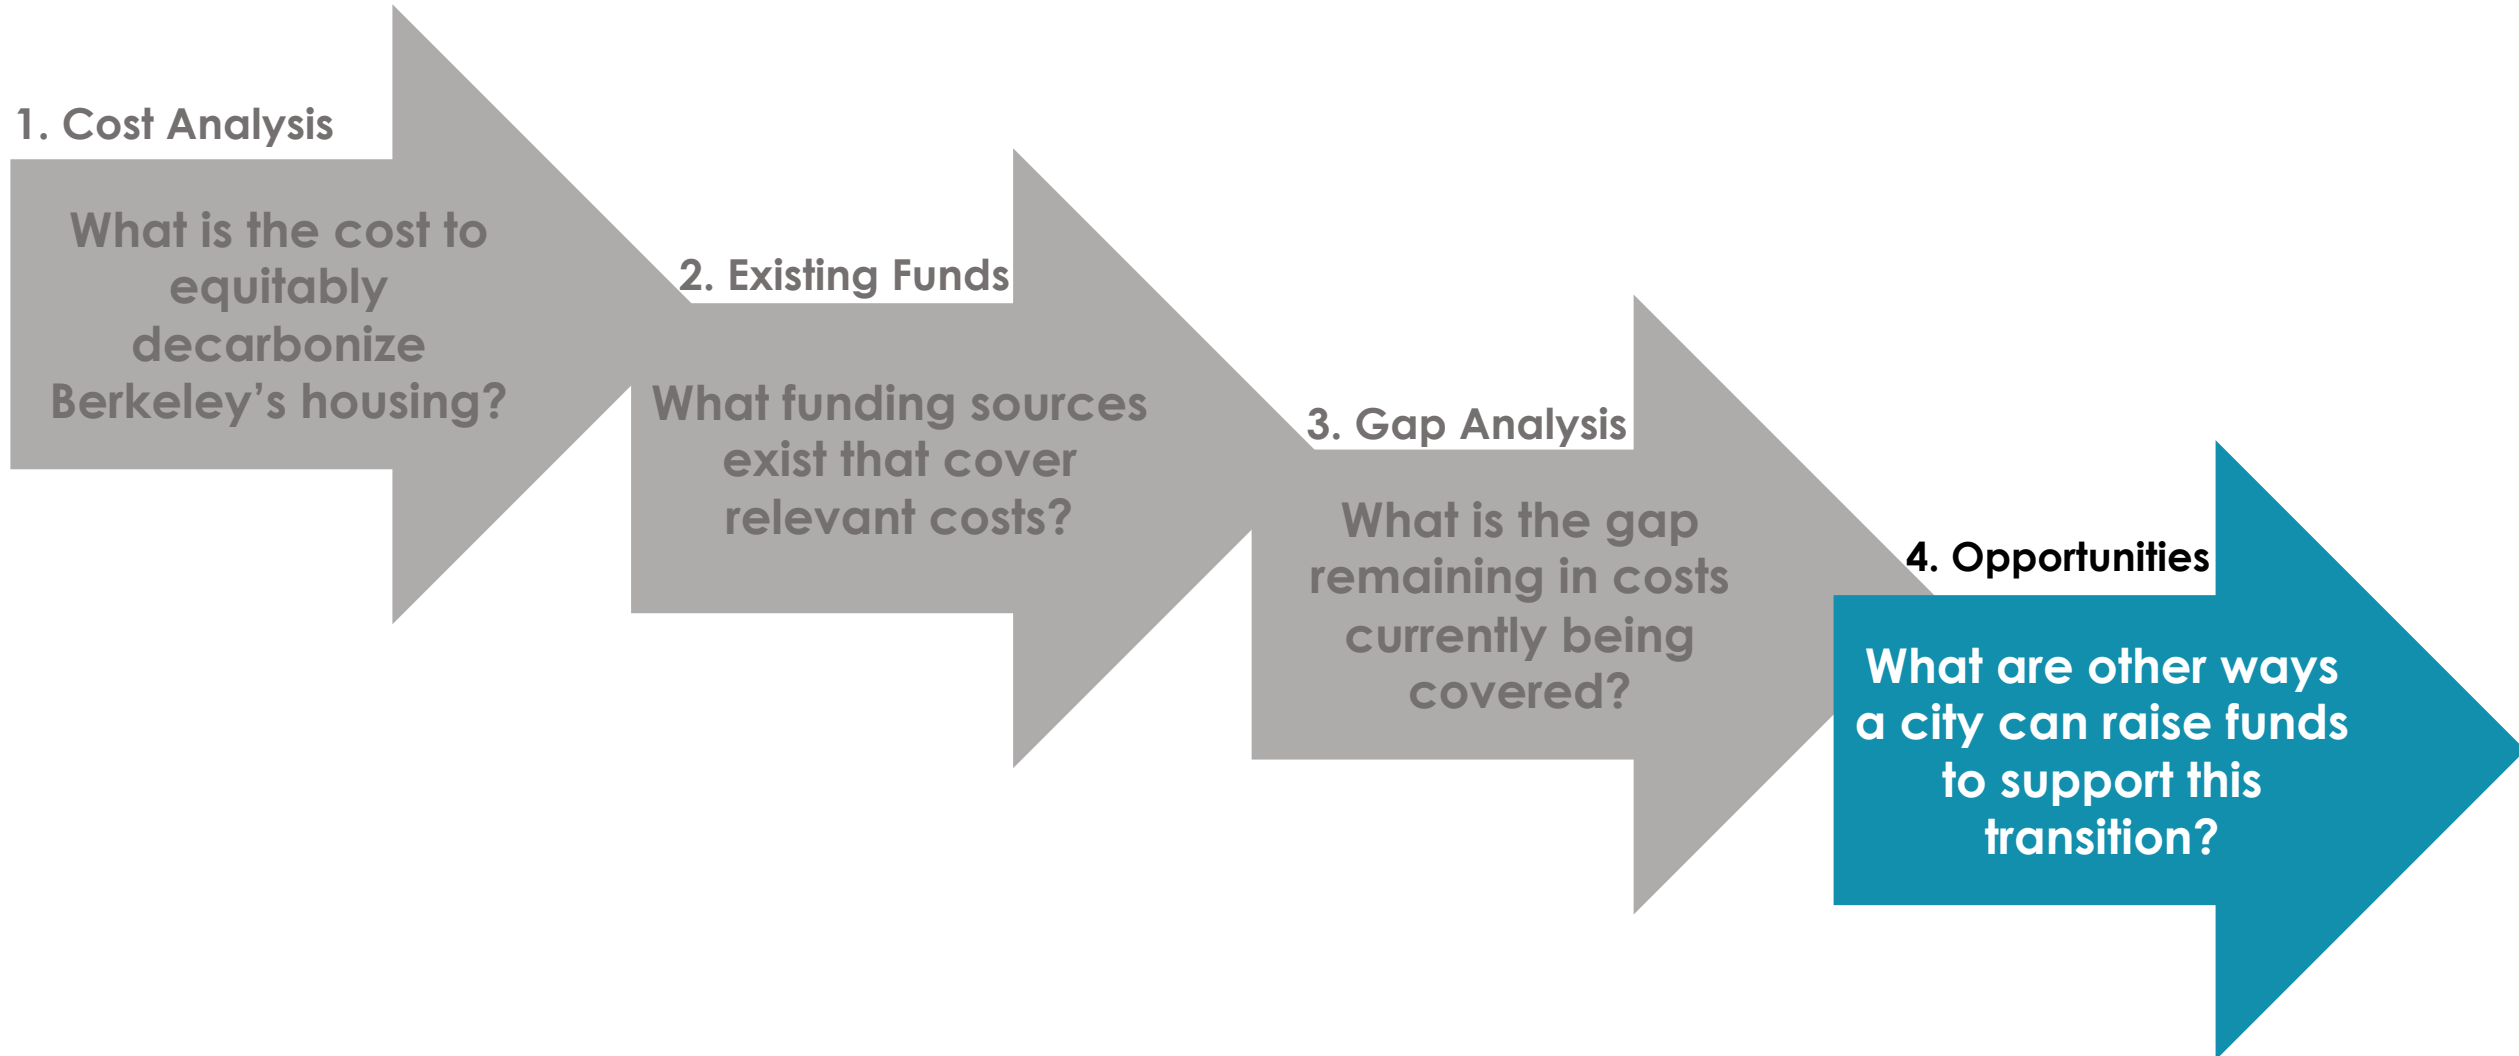 1. Cost Analysis
What is the cost to
equitably
decarbonize
Berkeley’s housing?
2. Existing Funds
What funding sources
exist that cover
relevant costs?
3. Gap Analysis
What is the gap
remaining in costs
currently being
covered?
4. Opportunities
What are other ways
a city can raise funds
to support this
transition?